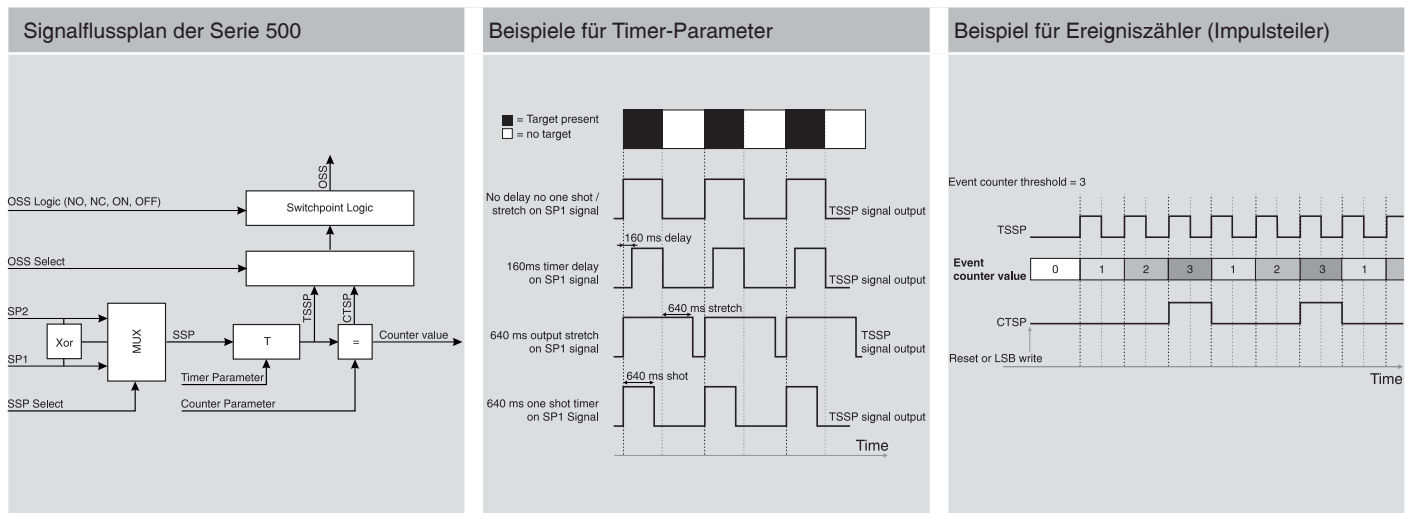 Signalflussplan der Serie 500
OSS
OSS Logic (NO, NC, ON, OFF)
Switchpoint Logic
OSS Select
TSSP
CTSP
SP2
Xor
MUX
SSP
T
=
Counter value
SP1
Timer Parameter
SSP Select
Counter Parameter
Beispiele für Timer-Parameter
= Target present
= no target
No delay no one shot /
stretch on SP1 signal
TSSP signal output
160 ms delay
160ms timer delay
on SP1 signal
TSSP signal output
640 ms stretch
640 ms output stretch
on SP1 signal
TSSP
signal output
640 ms shot
640 ms one shot timer
on SP1 Signal
TSSP signal output
Time
Beispiel für Ereigniszähler (Impulsteiler)
Event counter threshold = 3
TSSP
Event
counter value
0 1 2 3 1 2 3 1
CTSP
Reset or LSB write
Time